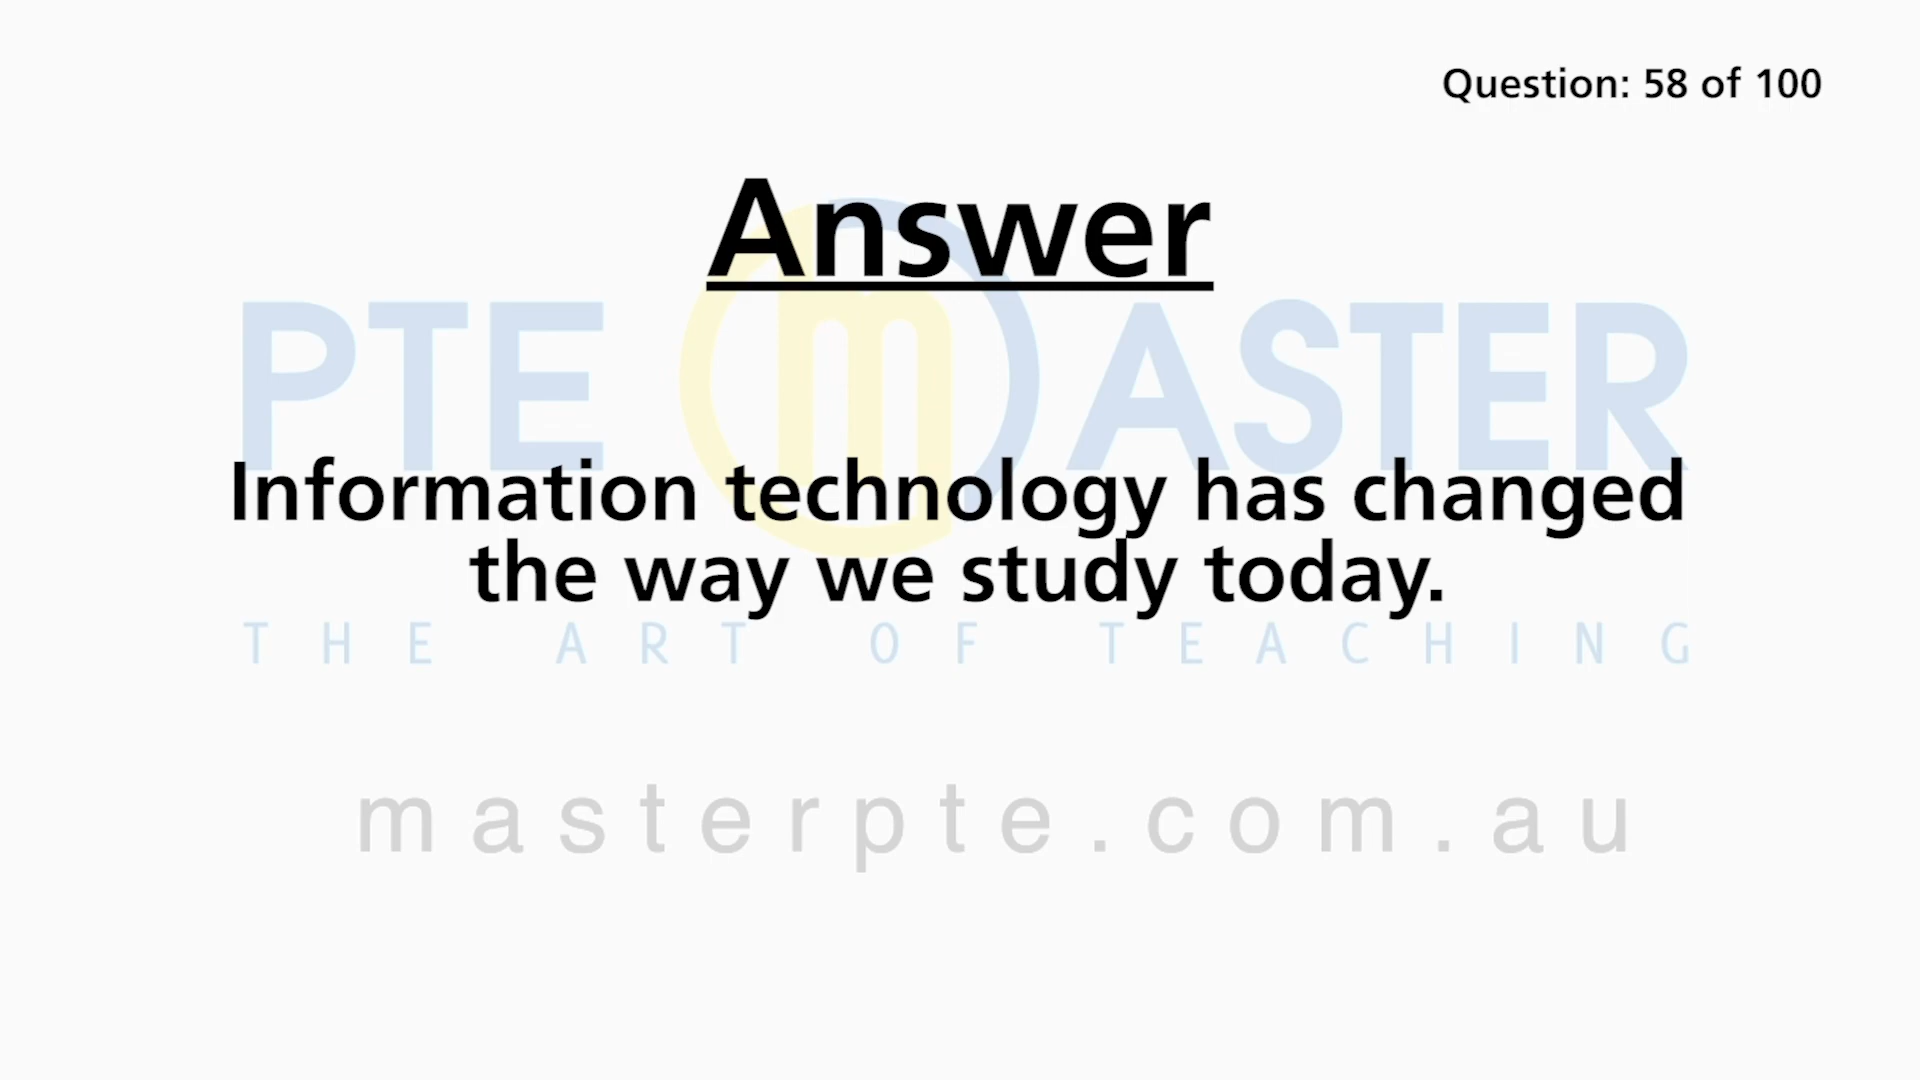 Question: 58 of 100
Answer
PTE MASTER
Information technology has changed
the way we study today.
THE ART OF TEACHING
masterpte.com.au